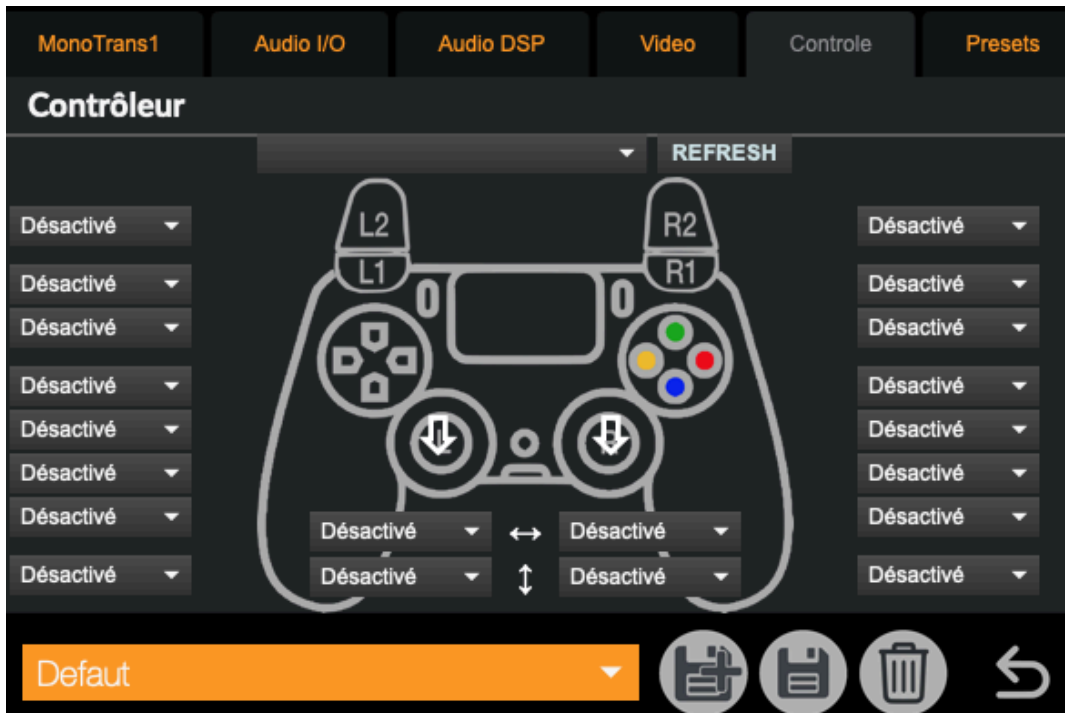 MonoTrans1 Audio I/O Audio DSP Video Controle Presets
Contrôleur
REFRESH
L2 R2
Désactivé Désactivé
L1 R1
Désactivé Désactivé
Désactivé Désactivé
Désactivé Désactivé
Désactivé Désactivé
Désactivé Désactivé
Désactivé Désactivé
Désactivé Désactivé
Désactivé Désactivé
Désactivé Désactivé
Defaut